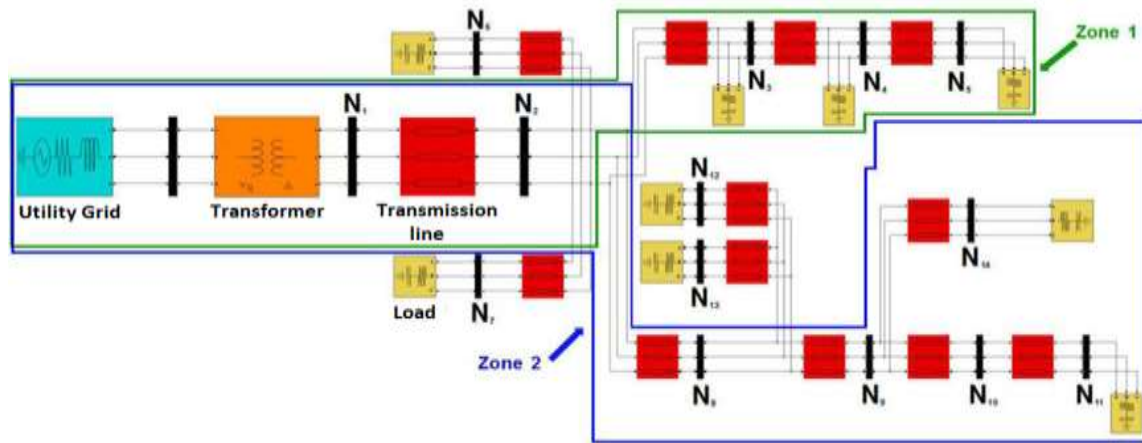 N₆
Zone 1
N₃ N₄ N₅
N₁ N₂
Utility Grid Transformer Transmission
line
N₁₂
N₁₃
N₁₄
Load N₇
Zone 2
N₈ N₉ N₁₀ N₁₁